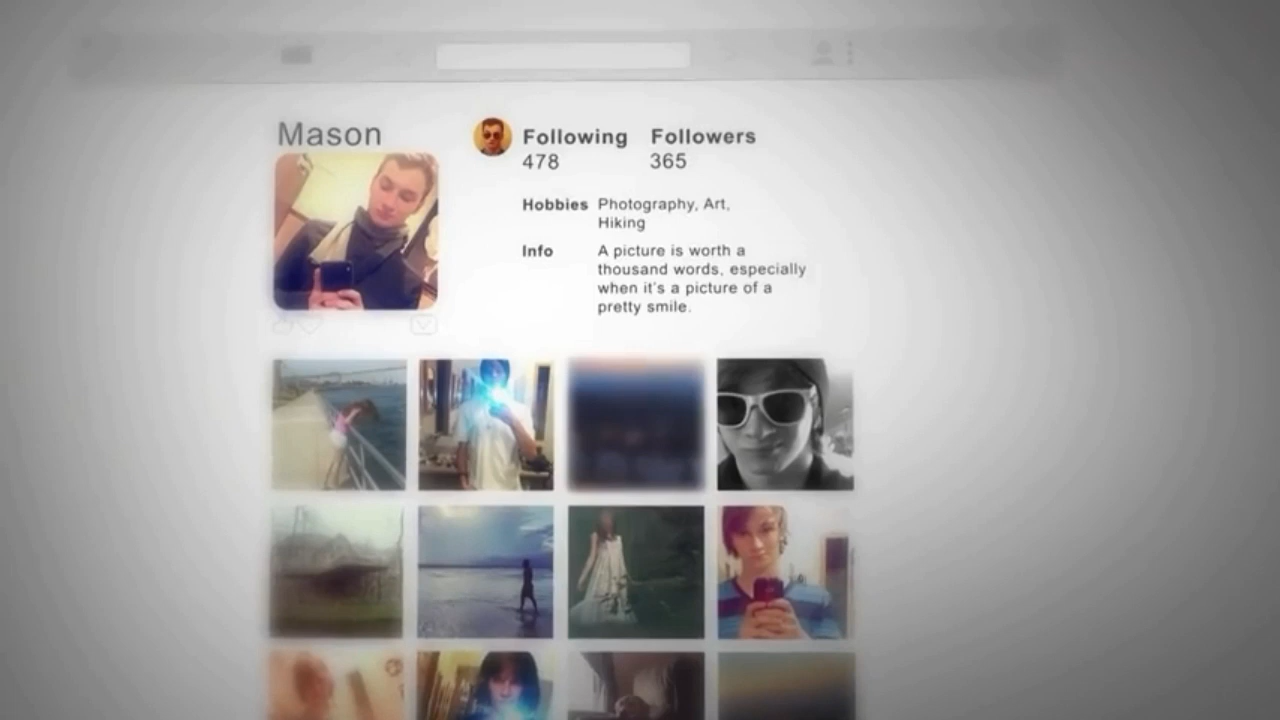 Mason
Following Followers
478 365
Hobbies Photography, Art,
Hiking
Info A picture is worth a
thousand words, especially
when it's a picture of a
pretty smile.